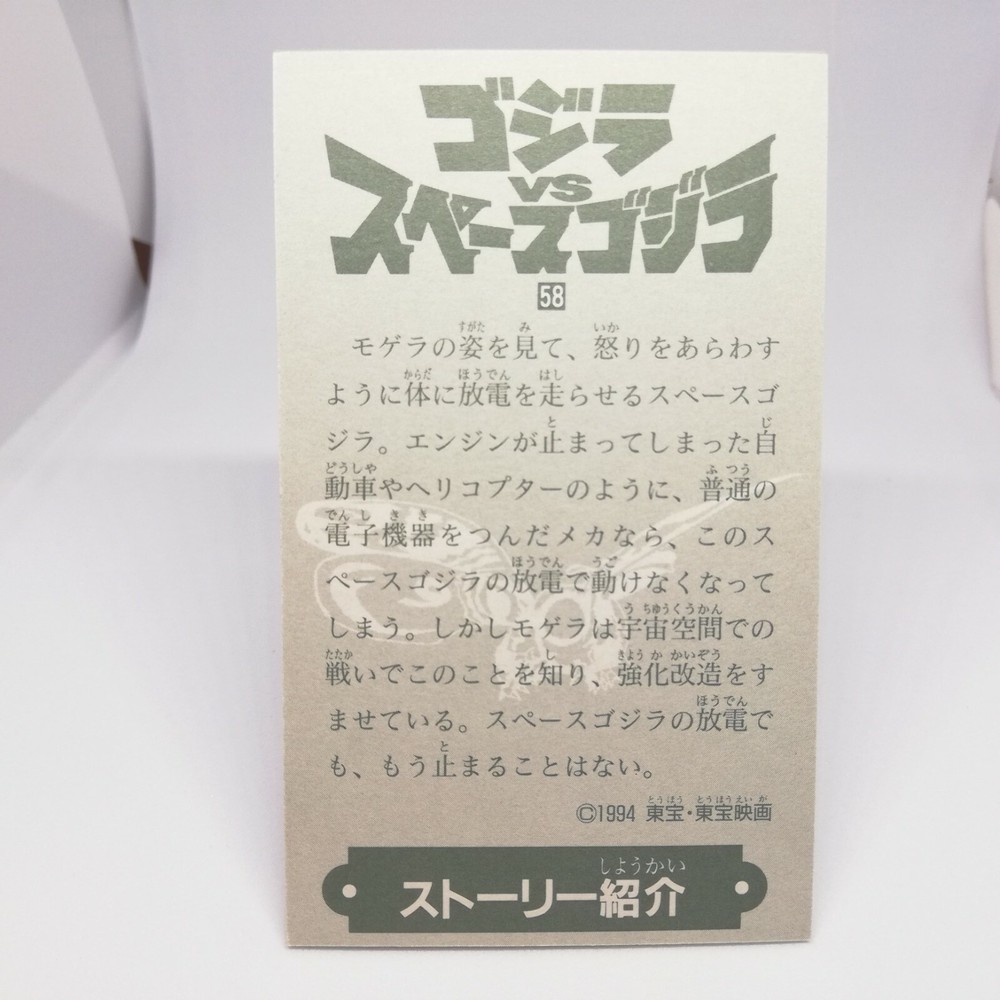 ゴジラ
VS
スペースゴジラ
58
モゲラの姿を見て、怒りをあらわす
ように体に放電を走らせるスペースゴ
ジラ。エンジンが止まってしまった自
動車やヘリコプターのように、普通の
電子機器をつんだメカなら、このス
ペースゴジラの放電で動けなくなって
しまう。しかしモゲラは宇宙空間での
戦いでこのことを知り、強化改造をす
ませている。スペースゴジラの放電で
も、もう止まることはない。
©1994 東宝・東宝映画
ストーリー紹介